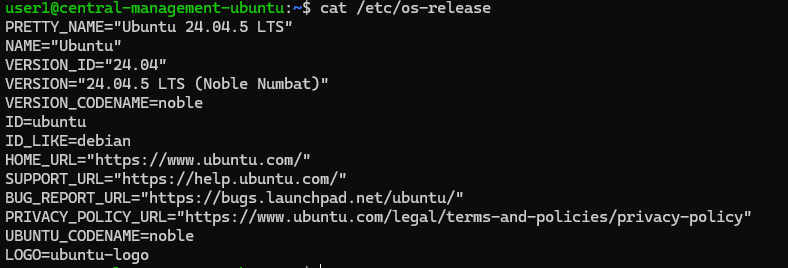 user1@central-management-ubuntu:~$ cat /etc/os-release
PRETTY_NAME="Ubuntu 24.04.5 LTS"
NAME="Ubuntu"
VERSION_ID="24.04"
VERSION="24.04.5 LTS (Noble Numbat)"
VERSION_CODENAME=noble
ID=ubuntu
ID_LIKE=debian
HOME_URL="https://www.ubuntu.com/"
SUPPORT_URL="https://help.ubuntu.com/"
BUG_REPORT_URL="https://bugs.launchpad.net/ubuntu/"
PRIVACY_POLICY_URL="https://www.ubuntu.com/legal/terms-and-policies/privacy-policy"
UBUNTU_CODENAME=noble
LOGO=ubuntu-logo